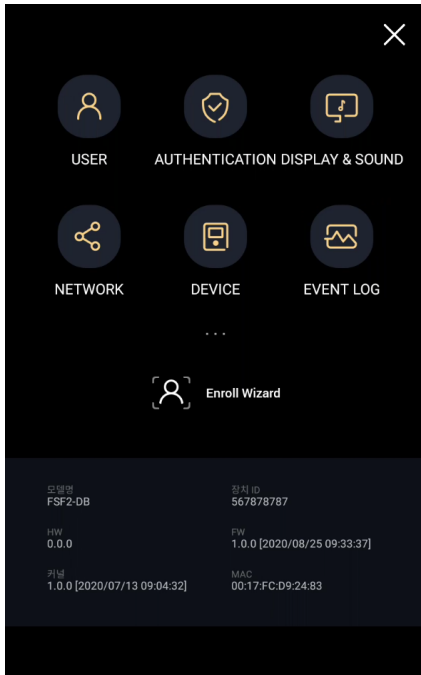 USER
AUTHENTICATION
DISPLAY & SOUND
NETWORK
DEVICE
EVENT LOG
...
Enroll Wizard
모델명
FSF2-DB
장치 ID
567878787
HW
0.0.0
FW
1.0.0 [2020/08/25 09:33:37]
커널
1.0.0 [2020/07/13 09:04:32]
MAC
00:17:FC:D9:24:83